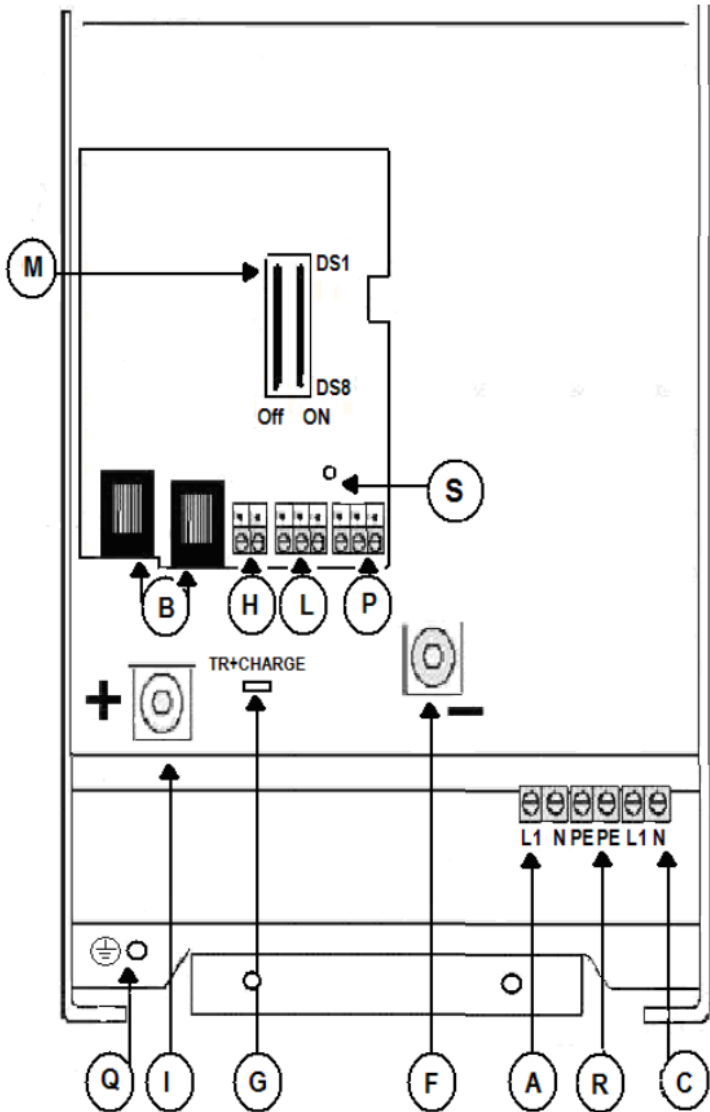 DS1
M
DS8
Off ON
S
B H L P
TR+CHARGE
+
−
L1 N PE PE L1 N
Q I G F A R C